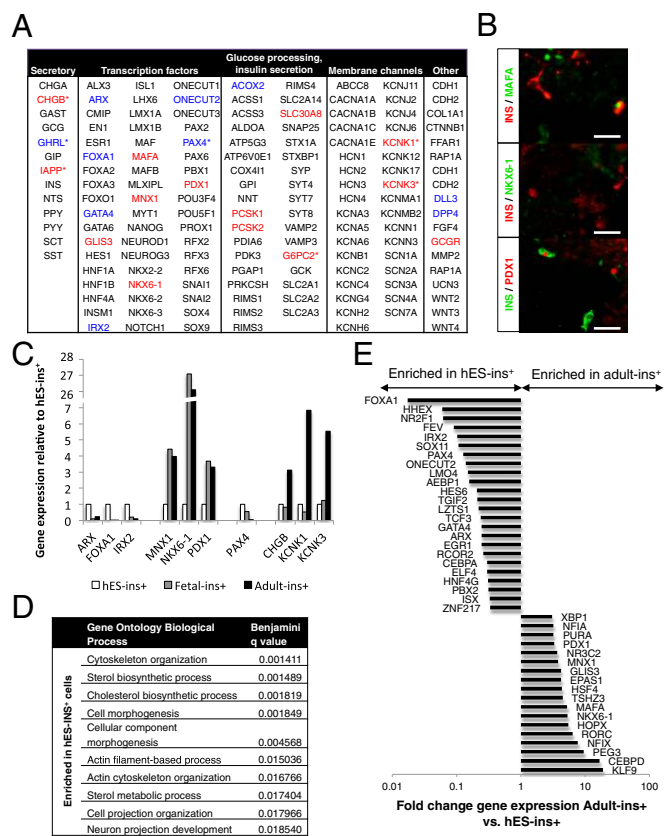 A
Secretory Transcription factors Glucose processing, insulin secretion Membrane channels Other
CHGA ALX3 ISL1 ONECUT1 ACOX2 RIMS4 ABCC8 KCNJ11 CDH1
CHGB* ARX LHX6 ONECUT2 ACSS1 SLC2A14 CACNA1A KCNJ2 CDH2
GAST CMIP LMX1A ONECUT3 ACSS3 SLC30A8 CACNA1B KCNJ4 COL1A1
GCG EN1 LMX1B PAX2 ALDOA SNAP25 CACNA1C KCNJ6 CTNNB1
GHRL* ESR1 MAF PAX4* ATP5G3 STX1A CACNA1E KCNK1* FFAR1
GIP FOXA1 MAFA PAX6 ATP6V0E1 STXBP1 HCN1 KCNK12 RAP1A
IAPP* FOXA2 MAFB PBX1 COX4I1 SYP HCN2 KCNK17 CDH1
INS FOXA3 MLXIPL PDX1 GPI SYT4 HCN3 KCNK3* CDH2
NTS FOXO1 MNX1 POU3F4 NNT SYT7 HCN4 KCNMA1 DLL3
PPY GATA4 MYT1 POU5F1 PCSK1 SYT8 KCNA3 KCNMB2 DPP4
PYY GATA6 NANOG PROX1 PCSK2 VAMP2 KCNA5 KCNN1 FGF4
SCT GLIS3 NEUROD1 RFX2 PDIA6 VAMP3 KCNA6 KCNN3 GCGR
SST HES1 NEUROG3 RFX3 PDK3 G6PC2* KCNB1 SCN1A MMP2
HNF1A NKX2-2 RFX6 PGAP1 GCK KCNC2 SCN2A RAP1A
HNF1B NKX6-1 SNAI1 PRKCSH SLC2A1 KCNC4 SCN3A UCN3
HNF4A NKX6-2 SNAI2 RIMS1 SLC2A2 KCNG4 SCN4A WNT2
INSM1 NKX6-3 SOX4 RIMS2 SLC2A3 KCNH2 SCN7A WNT3
IRX2 NOTCH1 SOX9 RIMS3 KCNH6 WNT4
B
INS / MAFA
INS / NKX6-1
INS / PDX1
C
Gene expression relative to hES-ins+
28
27
26
7
6
5
4
3
2
1
0
ARX FOXA1 IRX2 MNX1 NKX6-1 PDX1 PAX4 CHGB KCNK1 KCNK3
hES-ins+ Fetal-ins+ Adult-ins+
D
Enriched in hES-INS+ cells
Gene Ontology Biological Process Benjamini q value
Cytoskeleton organization 0.001411
Sterol biosynthetic process 0.001489
Cholesterol biosynthetic process 0.001819
Cell morphogenesis 0.001849
Cellular component
morphogenesis 0.004568
Actin filament-based process 0.015036
Actin cytoskeleton organization 0.016766
Sterol metabolic process 0.017404
Cell projection organization 0.017966
Neuron projection development 0.018540
E
Enriched in hES-ins+ Enriched in adult-ins+
FOXA1
HHEX
NR2F1
FEV
IRX2
SOX11
PAX4
ONECUT2
LMO4
AEBP1
HES6
TGIF2
LZTS1
TCF3
GATA4
ARX
EGR1
RCOR2
CEBPA
ELF4
HNF4G
PBX2
ISX
ZNF217
XBP1
NFIA
PURA
PDX1
NR3C2
MNX1
GLIS3
EPAS1
HSF4
TSHZ3
MAFA
NKX6-1
HOPX
RORC
NFIX
PEG3
CEBPD
KLF9
0.01 0.1 1 10 100
Fold change gene expression Adult-ins+
vs. hES-ins+